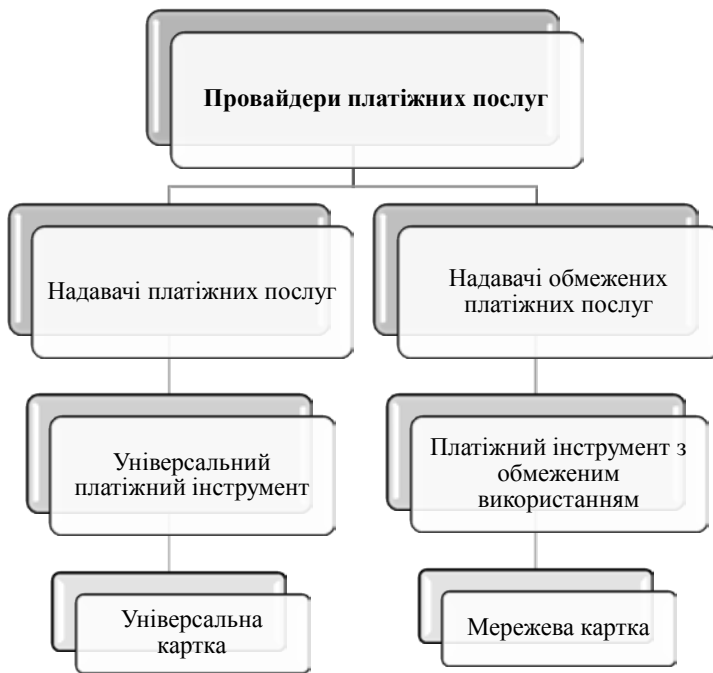 Провайдери платіжних послуг
Надавачі платіжних послуг
Надавачі обмежених
платіжних послуг
Універсальний
платіжний інструмент
Платіжний інструмент з
обмеженим
використанням
Універсальна
картка
Мережева картка